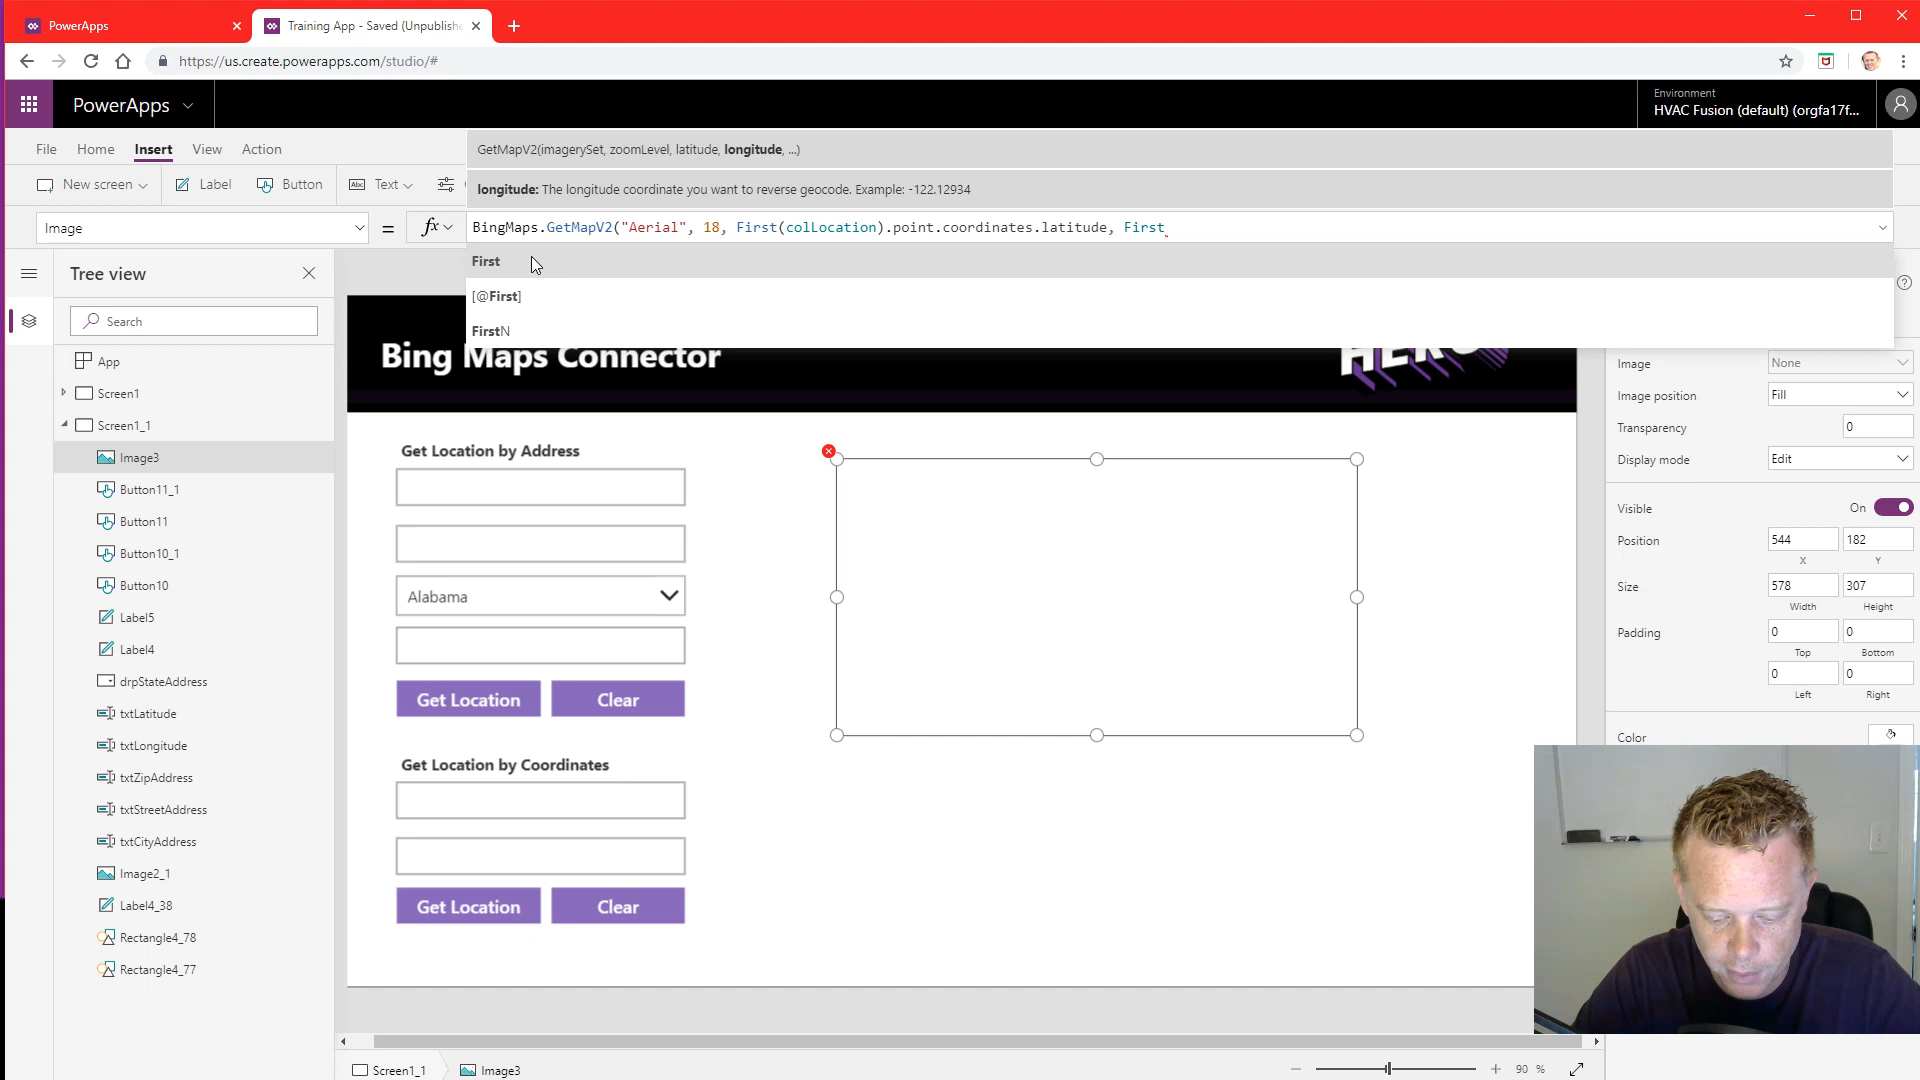 PowerApps
Training App - Saved (Unpublishe
https://us.create.powerapps.com/studio/#
PowerApps
Environment
HVAC Fusion (default) (orgfa17f...
File Home Insert View Action
GetMapV2(imagerySet, zoomLevel, latitude, longitude, ...)
New screen Label Button Text
longitude: The longitude coordinate you want to reverse geocode. Example: -122.12934
Image = fx BingMaps.GetMapV2("Aerial", 18, First(colLocation).point.coordinates.latitude, First
First
[@First]
FirstN
Tree view
Search
App
Screen1
Screen1_1
Image3
Button11_1
Button11
Button10_1
Button10
Label5
Label4
drpStateAddress
txtLatitude
txtLongitude
txtZipAddress
txtStreetAddress
txtCityAddress
Image2_1
Label4_38
Rectangle4_78
Rectangle4_77
Bing Maps Connector
HERO
Get Location by Address
Alabama
Get Location Clear
Get Location by Coordinates
Get Location Clear
Image None
Image position Fill
Transparency 0
Display mode Edit
Visible On
Position 544 182
X Y
Size 578 307
Width Height
Padding 0 0
Top Bottom
0 0
Left Right
Color
Screen1_1 Image3
90 %